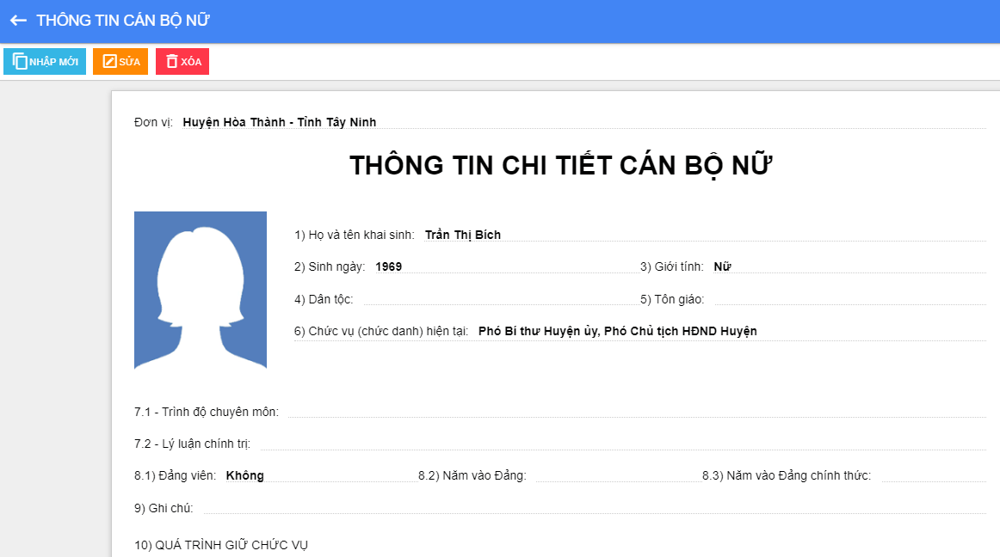 THÔNG TIN CÁN BỘ NỮ
NHẬP MỚI SỬA XÓA
Đơn vị: Huyện Hòa Thành - Tỉnh Tây Ninh
THÔNG TIN CHI TIẾT CÁN BỘ NỮ
1) Họ và tên khai sinh: Trần Thị Bích
2) Sinh ngày: 1969 3) Giới tính: Nữ
4) Dân tộc: 5) Tôn giáo:
6) Chức vụ (chức danh) hiện tại: Phó Bí thư Huyện ủy, Phó Chủ tịch HĐND Huyện
7.1 - Trình độ chuyên môn:
7.2 - Lý luận chính trị:
8.1) Đảng viên: Không 8.2) Năm vào Đảng: 8.3) Năm vào Đảng chính thức:
9) Ghi chú:
10) QUÁ TRÌNH GIỮ CHỨC VỤ